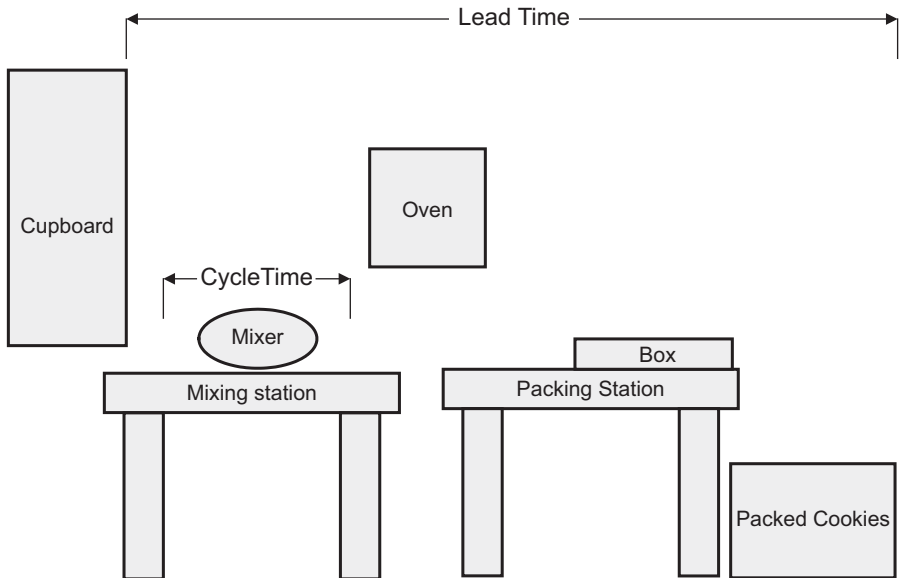 Lead Time
Cupboard
Oven
CycleTime
Mixer
Box
Mixing station
Packing Station
Packed Cookies